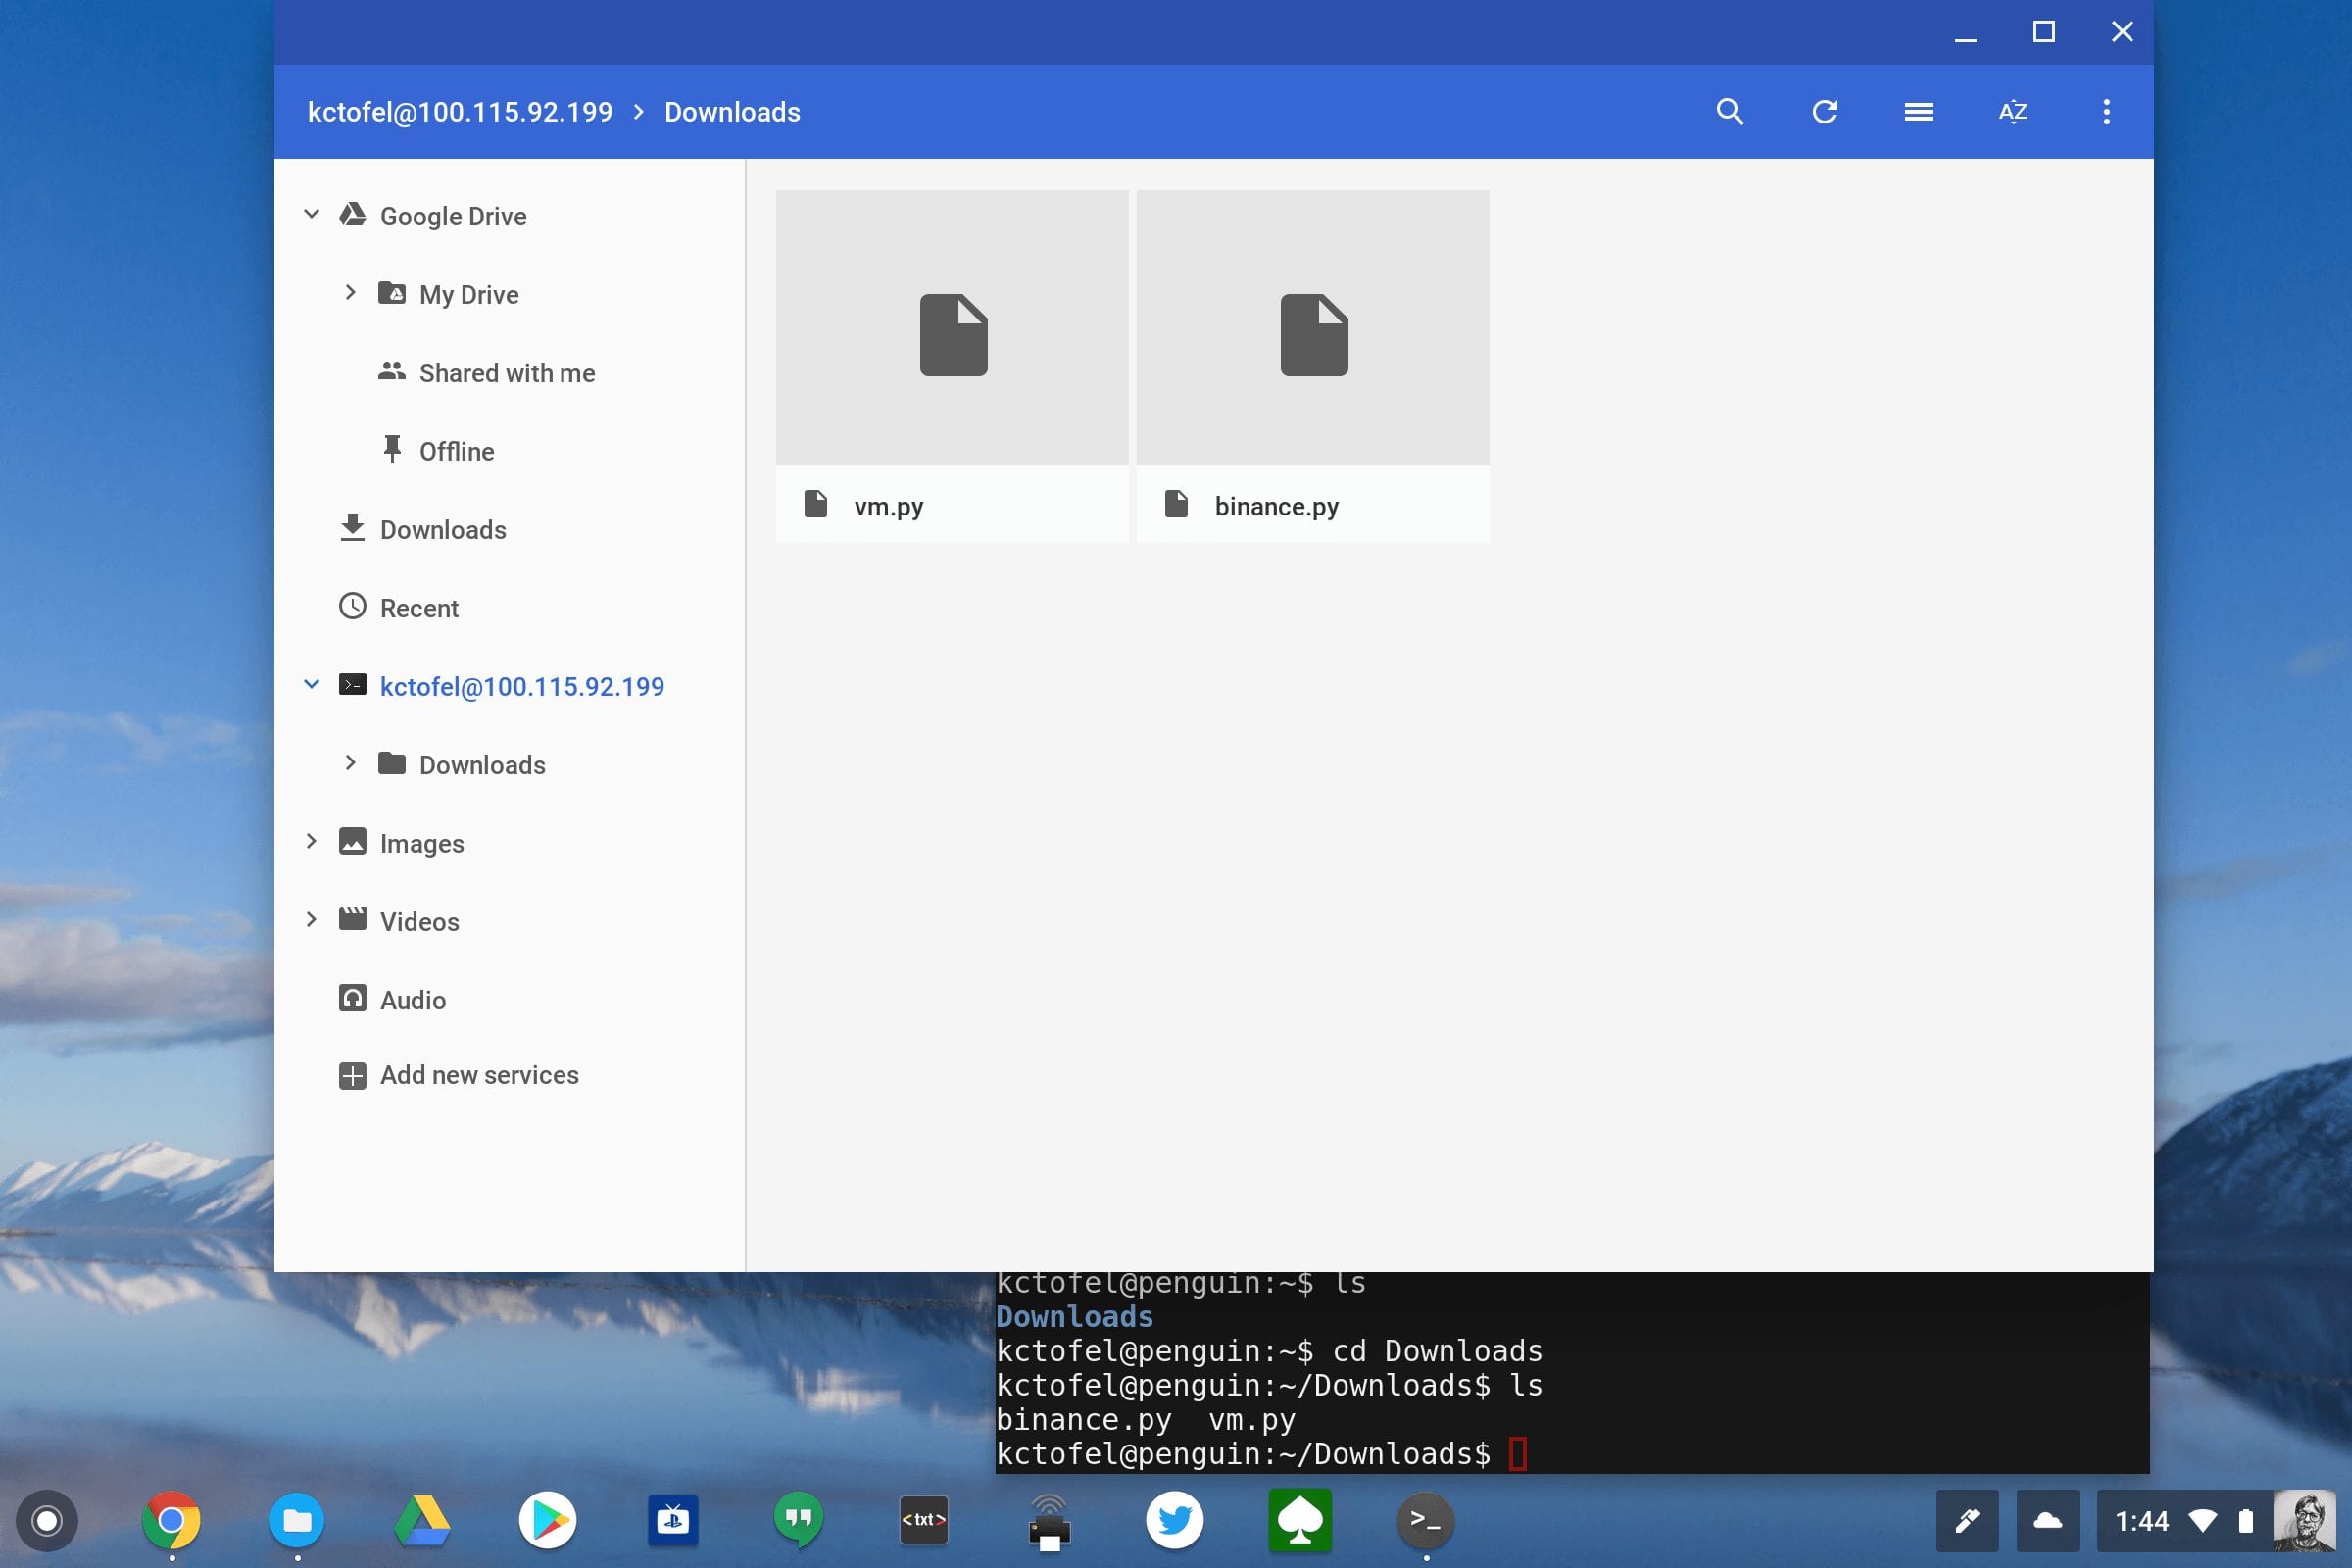 kctofel@100.115.92.199 > Downloads
AZ
Google Drive
My Drive
Shared with me
Offline
Downloads
Recent
kctofel@100.115.92.199
Downloads
Images
Videos
Audio
Add new services
vm.py
binance.py
kctofel@penguin:~$ ls
Downloads
kctofel@penguin:~$ cd Downloads
kctofel@penguin:~/Downloads$ ls
binance.py  vm.py
kctofel@penguin:~/Downloads$
<txt>
>_
1:44